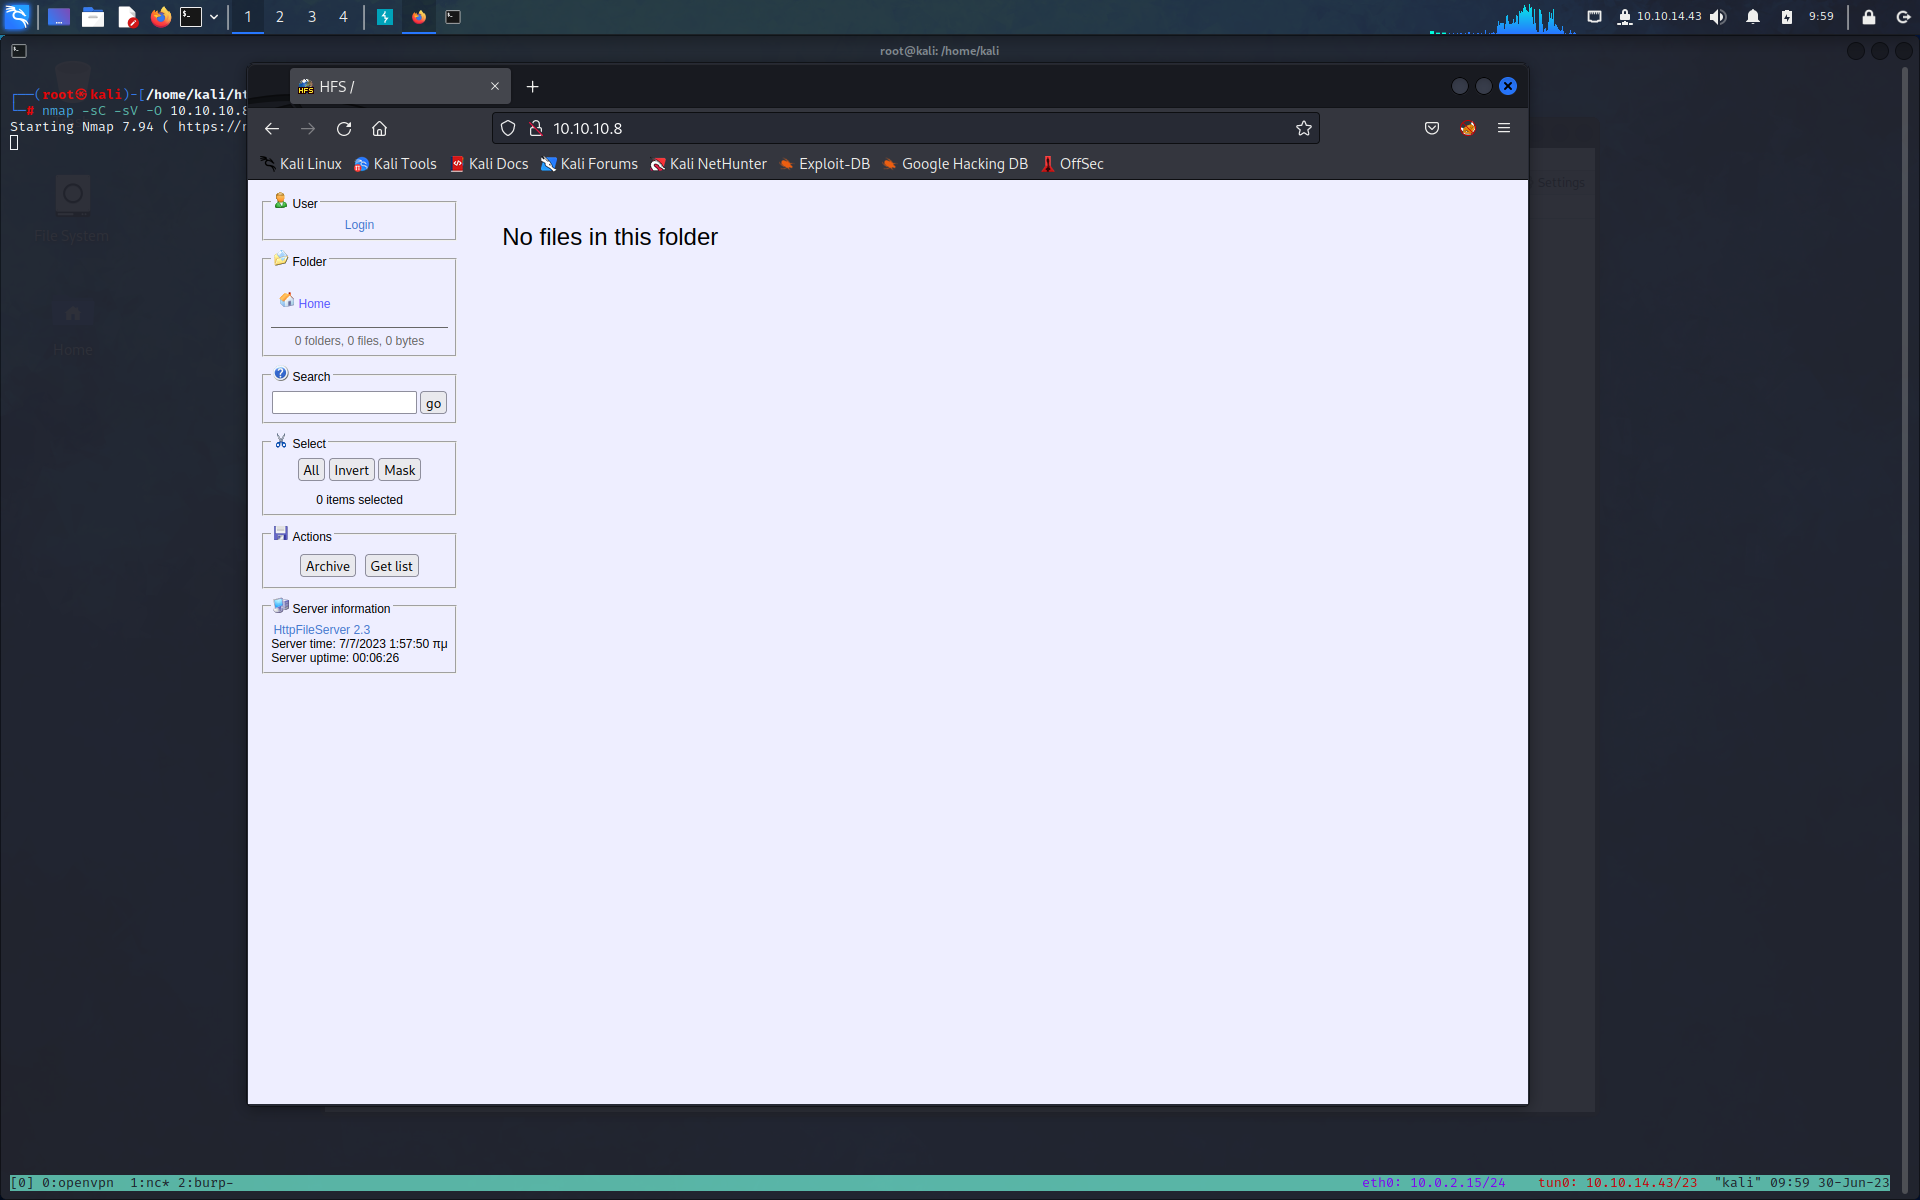 1 2 3 4 10.10.14.43 9:59
root@kali: /home/kali
HFS /
(root㉿kali)-[/home/kali/ht
# nmap -sC -sV -O 10.10.10.8
Starting Nmap 7.94 ( https://n
10.10.10.8
Kali Linux Kali Tools Kali Docs Kali Forums Kali NetHunter Exploit-DB Google Hacking DB OffSec
Settings
File System
Home
User
Login
No files in this folder
Folder
Home
0 folders, 0 files, 0 bytes
Search
go
Select
All Invert Mask
0 items selected
Actions
Archive Get list
Server information
HttpFileServer 2.3
Server time: 7/7/2023 1:57:50 πμ
Server uptime: 00:06:26
[0] 0:openvpn 1:nc* 2:burp- eth0: 10.0.2.15/24 tun0: 10.10.14.43/23 "kali" 09:59 30-Jun-23